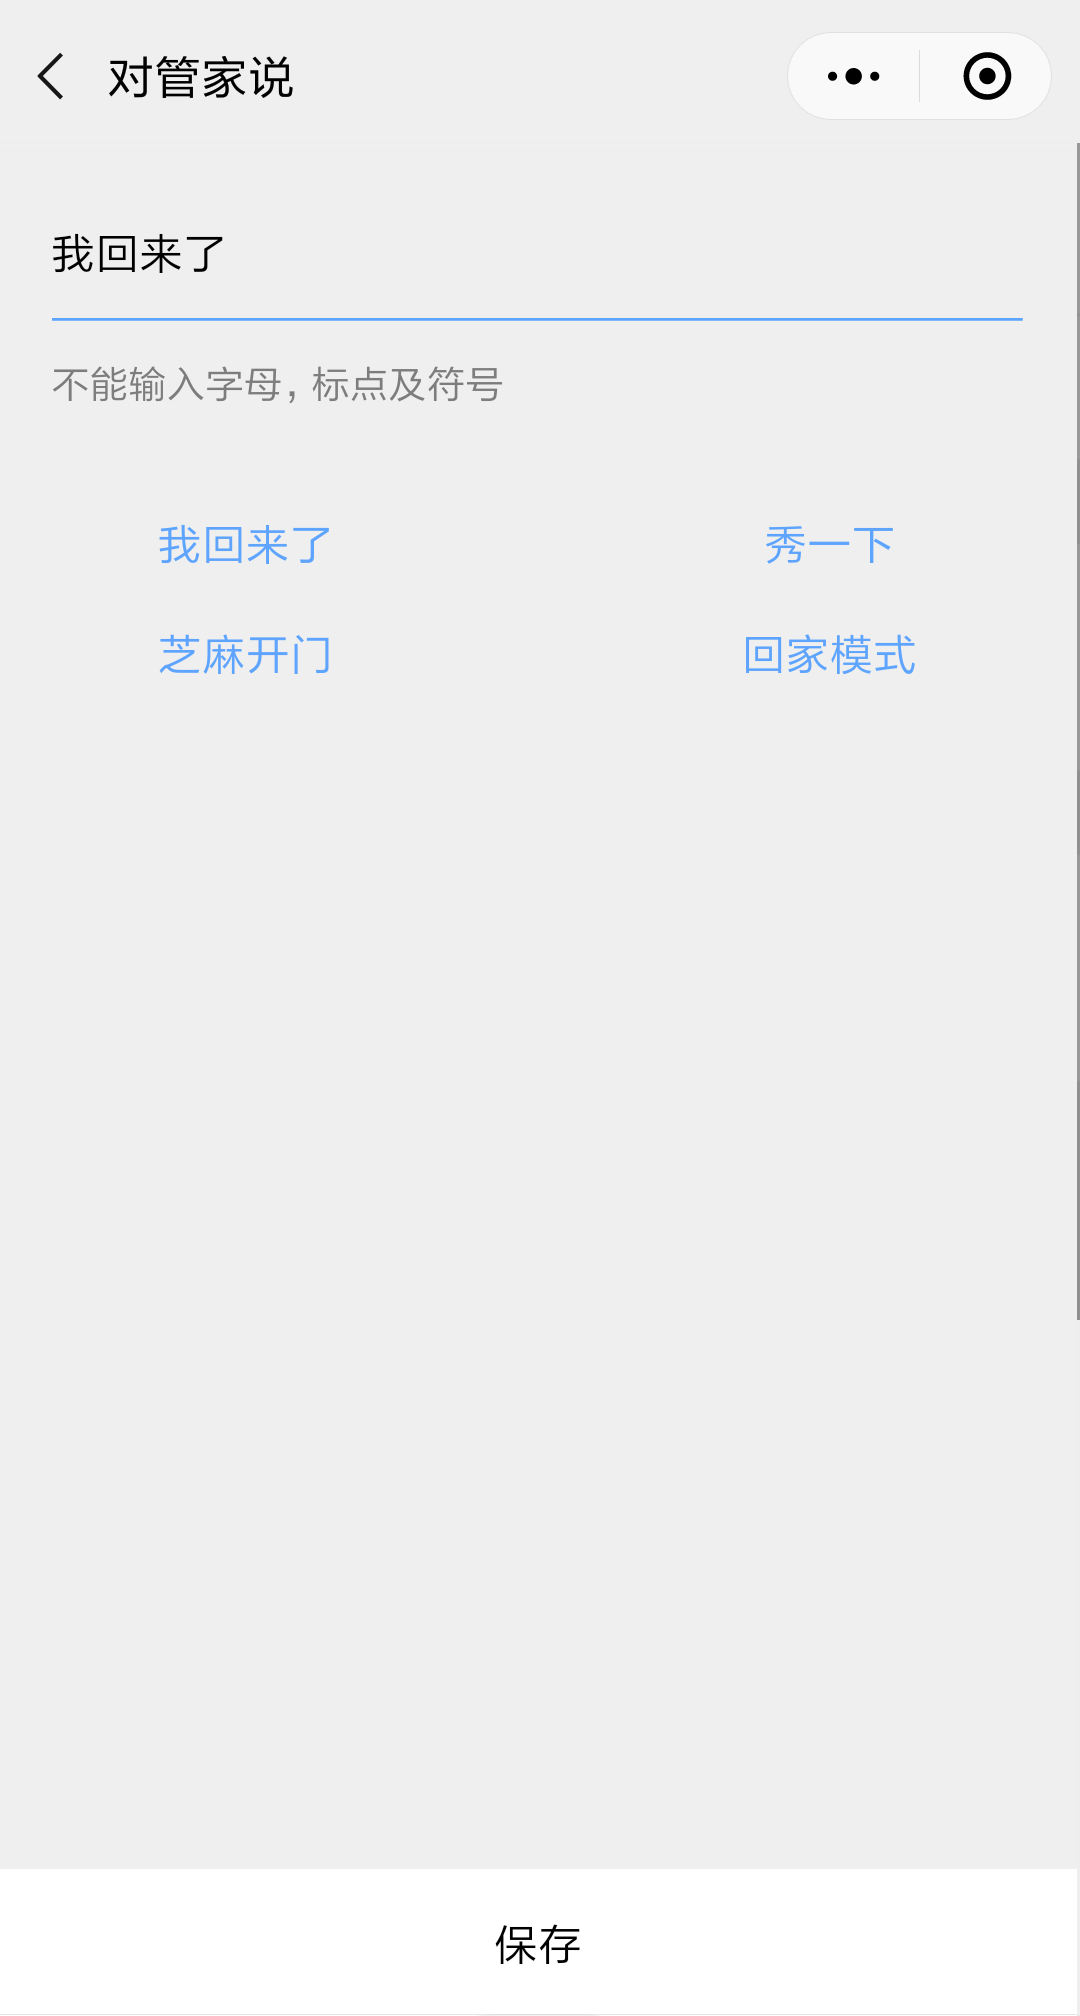 对管家说
我回来了
不能输入字母，标点及符号
我回来了 秀一下
芝麻开门 回家模式
保存